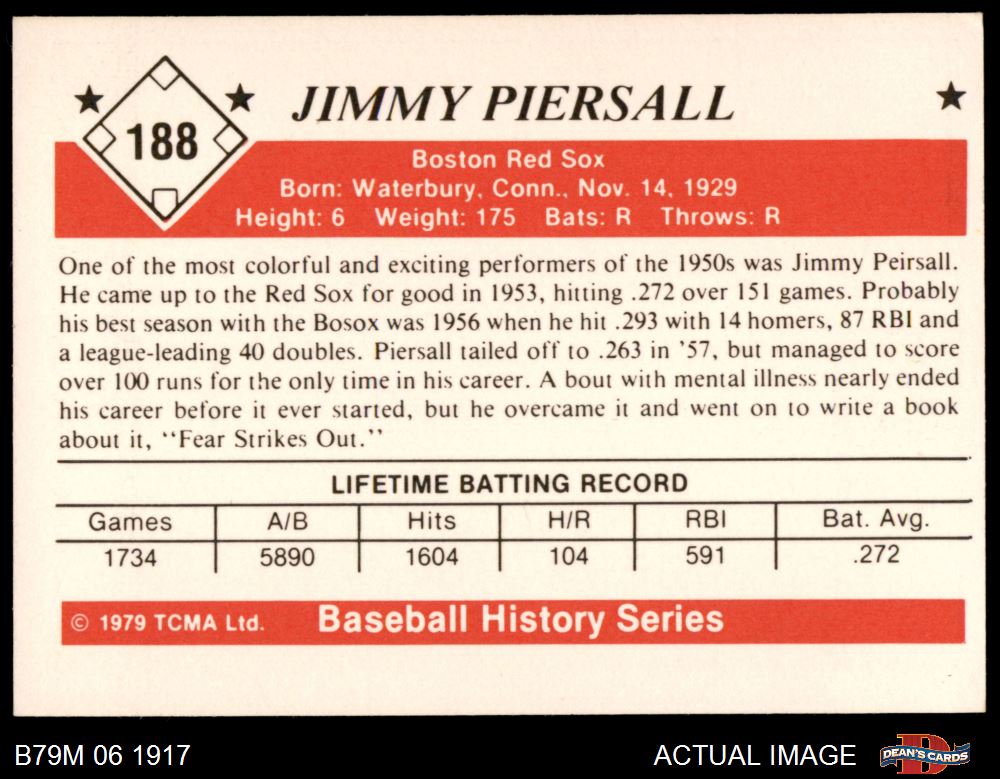 188
JIMMY PIERSALL
Boston Red Sox
Born: Waterbury, Conn., Nov. 14, 1929
Height: 6 Weight: 175 Bats: R Throws: R
One of the most colorful and exciting performers of the 1950s was Jimmy Peirsall.
He came up to the Red Sox for good in 1953, hitting .272 over 151 games. Probably
his best season with the Bosox was 1956 when he hit .293 with 14 homers, 87 RBI and
a league-leading 40 doubles. Piersall tailed off to .263 in '57, but managed to score
over 100 runs for the only time in his career. A bout with mental illness nearly ended
his career before it ever started, but he overcame it and went on to write a book
about it, "Fear Strikes Out."
LIFETIME BATTING RECORD
Games A/B Hits H/R RBI Bat. Avg.
1734 5890 1604 104 591 .272
© 1979 TCMA Ltd. Baseball History Series
B79M 06 1917 ACTUAL IMAGE DEAN'S CARDS